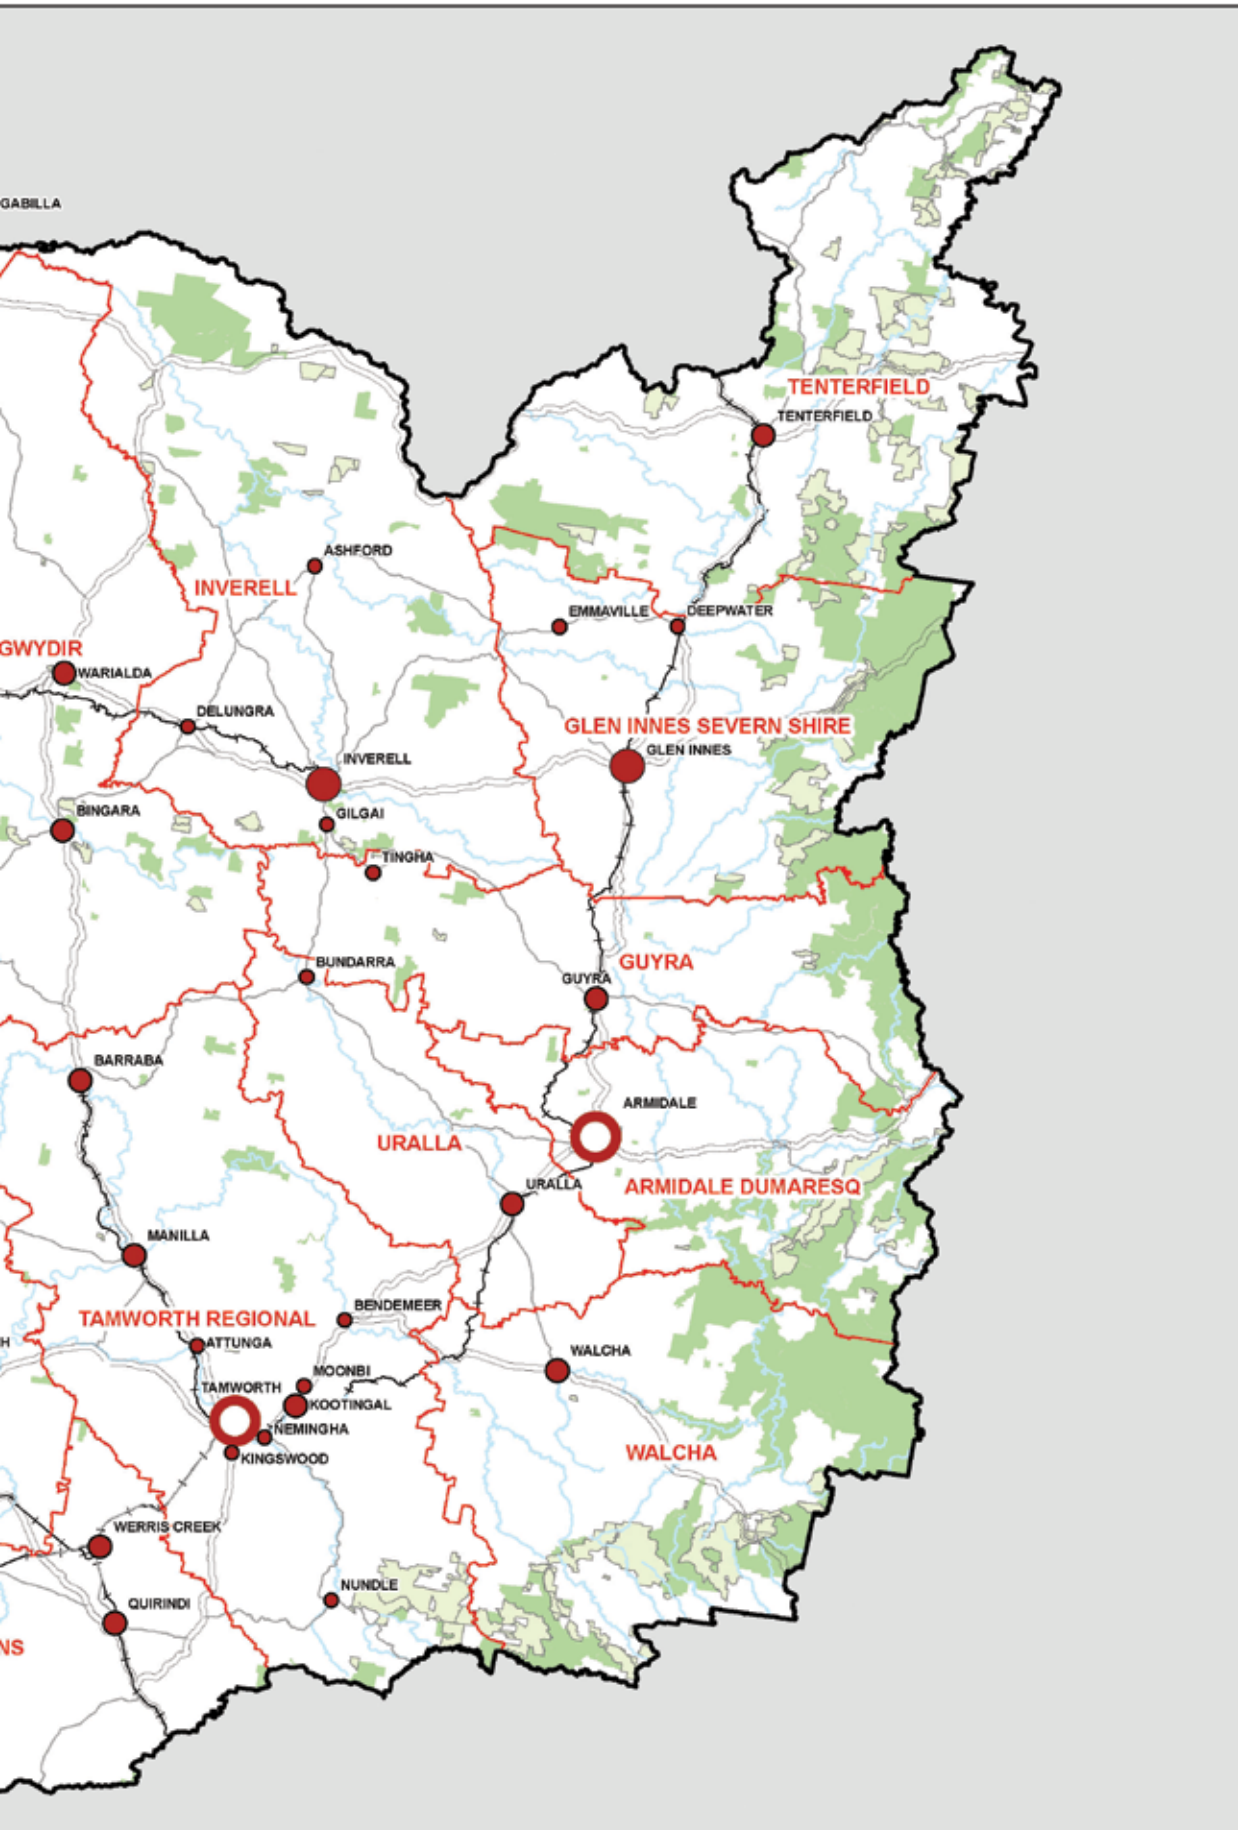 GABILLA
TENTERFIELD
TENTERFIELD
ASHFORD
INVERELL
EMMAVILLE
DEEPWATER
GWYDIR
WARIALDA
DELUNGRA
GLEN INNES SEVERN SHIRE
GLEN INNES
INVERELL
BINGARA
GILGAI
TINGHA
BUNDARRA
GUYRA
GUYRA
BARRABA
ARMIDALE
URALLA
URALLA
ARMIDALE DUMARESQ
MANILLA
BENDEMEER
TAMWORTH REGIONAL
H
ATTUNGA
WALCHA
MOONBI
TAMWORTH
KOOTINGAL
NEMINGHA
WALCHA
KINGSWOOD
WERRIS CREEK
NUNDLE
QUIRINDI
NS